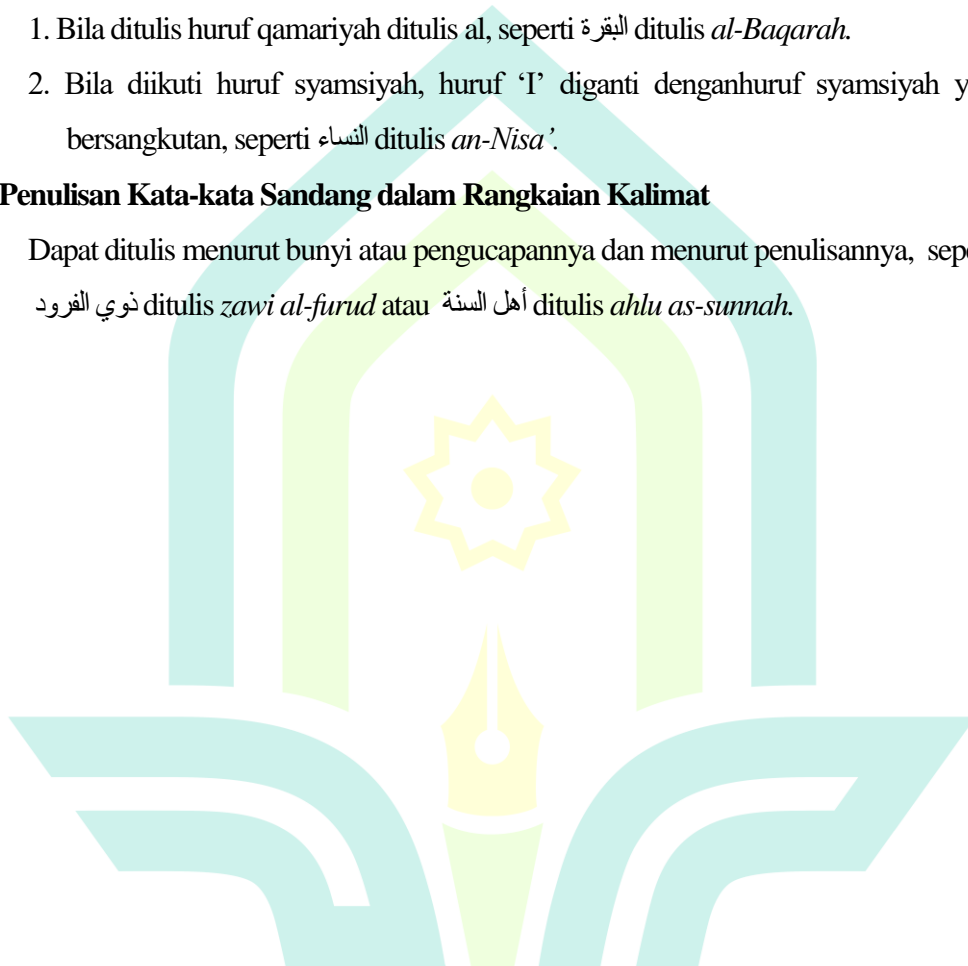 1. Bila ditulis huruf qamariyah ditulis al, seperti البقرة ditulis al-Baqarah.
2. Bila diikuti huruf syamsiyah, huruf ‘I’ diganti denganhuruf syamsiyah
bersangkutan, seperti النساء ditulis an-Nisa’.
Penulisan Kata-kata Sandang dalam Rangkaian Kalimat
Dapat ditulis menurut bunyi atau pengucapannya dan menurut penulisannya,
ذوي الفرود ditulis zawi al-furud atau أهل السنة ditulis ahlu as-sunnah.